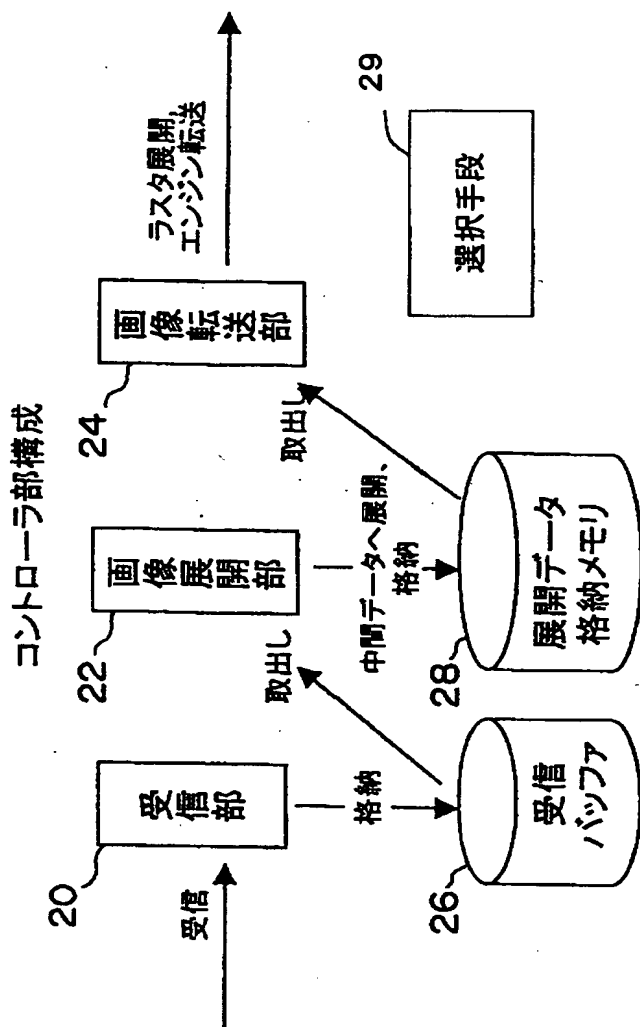 コントローラ部構成
受信
20
受信部
格納
26
受信
バッファ
取出し
22
画像展開部
中間データへ展開、
格納
28
展開データ
格納メモリ
取出し
24
画像転送部
ラスタ展開,
エンジン転送
29
選択手段